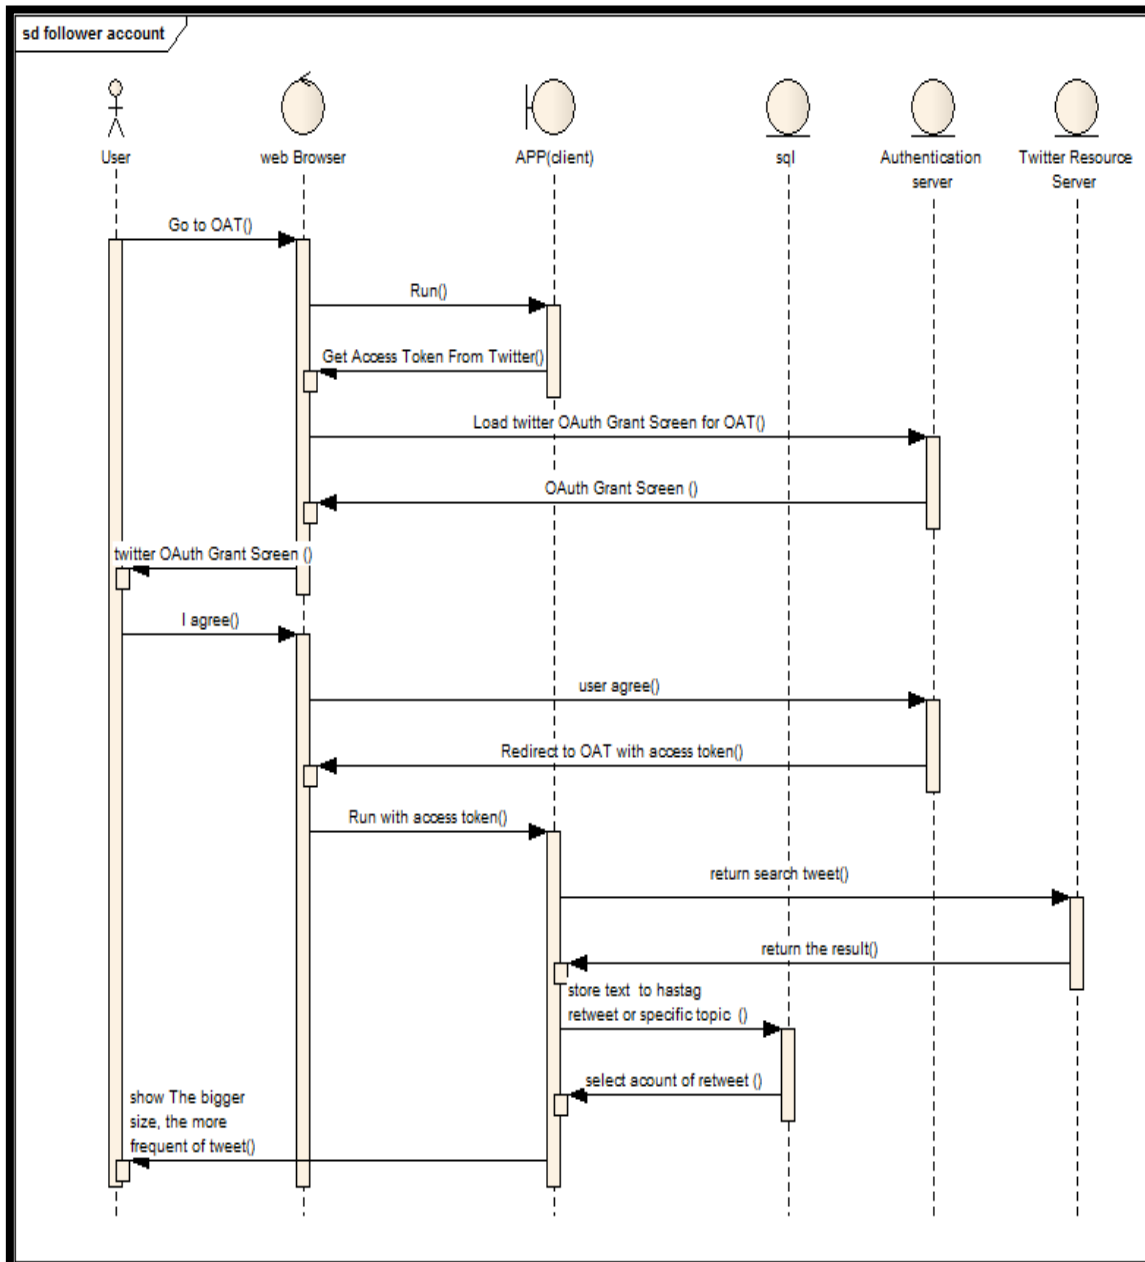 sd follower account
User
web Browser
APP(client)
sql
Authentication
server
Twitter Resource
Server
Go to OAT()
Run()
Get Access Token From Twitter()
Load twitter OAuth Grant Screen for OAT()
OAuth Grant Screen ()
twitter OAuth Grant Screen ()
I agree()
user agree()
Redirect to OAT with access token()
Run with access token()
return search tweet()
return the result()
store text  to hastag
retweet or specific topic  ()
select acount of retweet ()
show The bigger
size, the more
frequent of tweet()